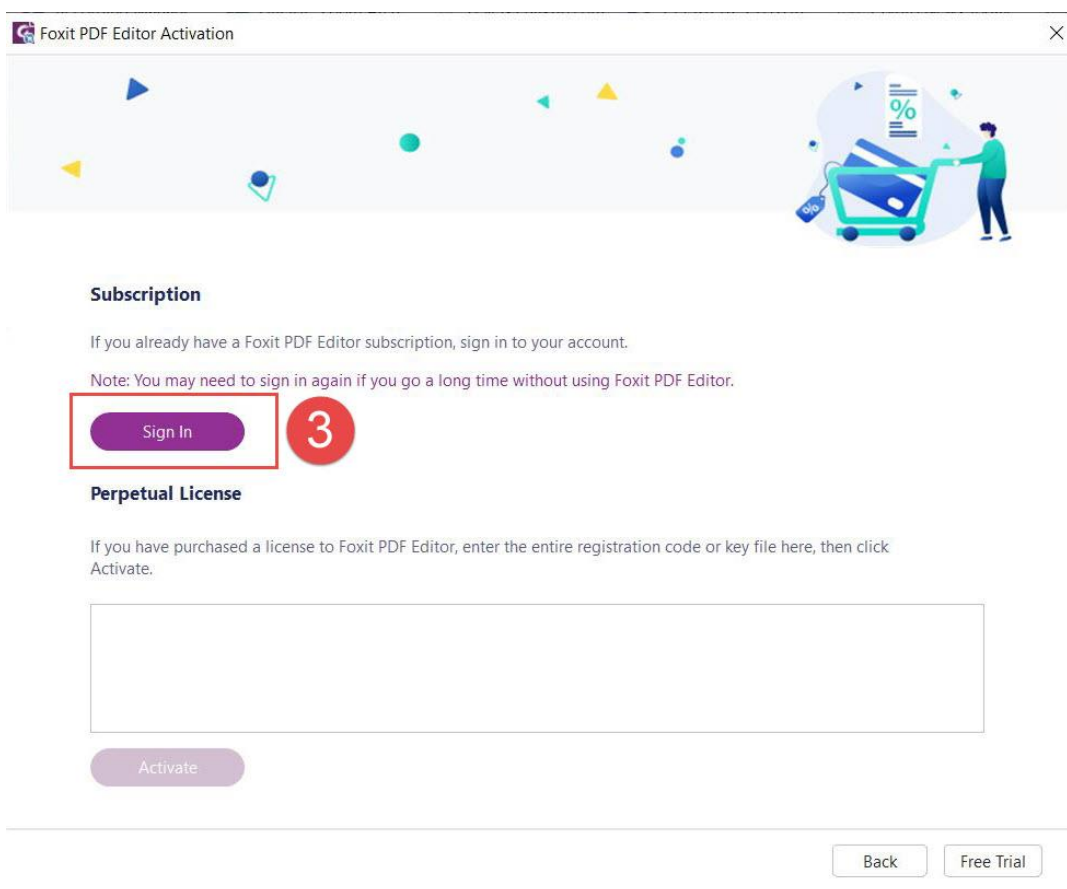 Foxit PDF Editor Activation
%
%
Subscription
If you already have a Foxit PDF Editor subscription, sign in to your account.
Note: You may need to sign in again if you go a long time without using Foxit PDF Editor.
Sign In
3
Perpetual License
If you have purchased a license to Foxit PDF Editor, enter the entire registration code or key file here, then click
Activate.
Activate
Back
Free Trial